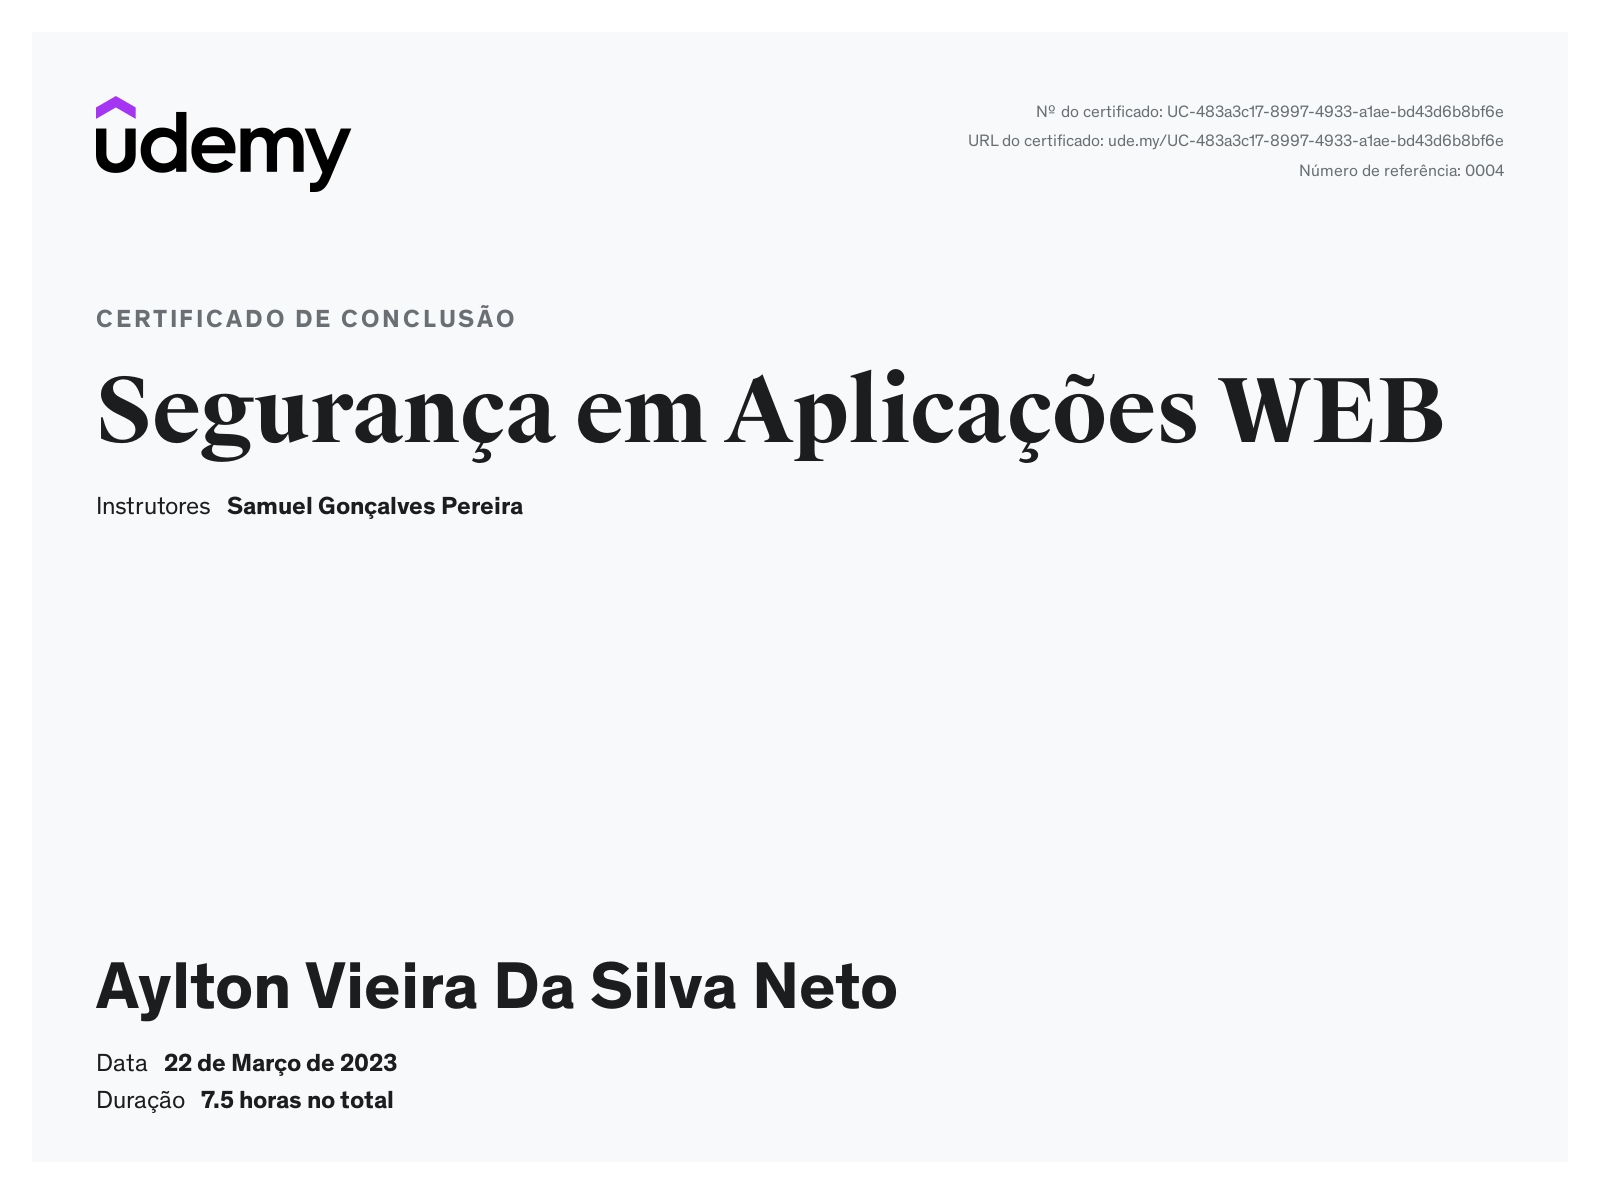 udemy
Nº do certificado: UC-483a3c17-8997-4933-a1ae-bd43d6b8bf6e
URL do certificado: ude.my/UC-483a3c17-8997-4933-a1ae-bd43d6b8bf6e
Número de referência: 0004
CERTIFICADO DE CONCLUSÃO
Segurança em Aplicações WEB
Instrutores Samuel Gonçalves Pereira
Aylton Vieira Da Silva Neto
Data 22 de Março de 2023
Duração 7.5 horas no total